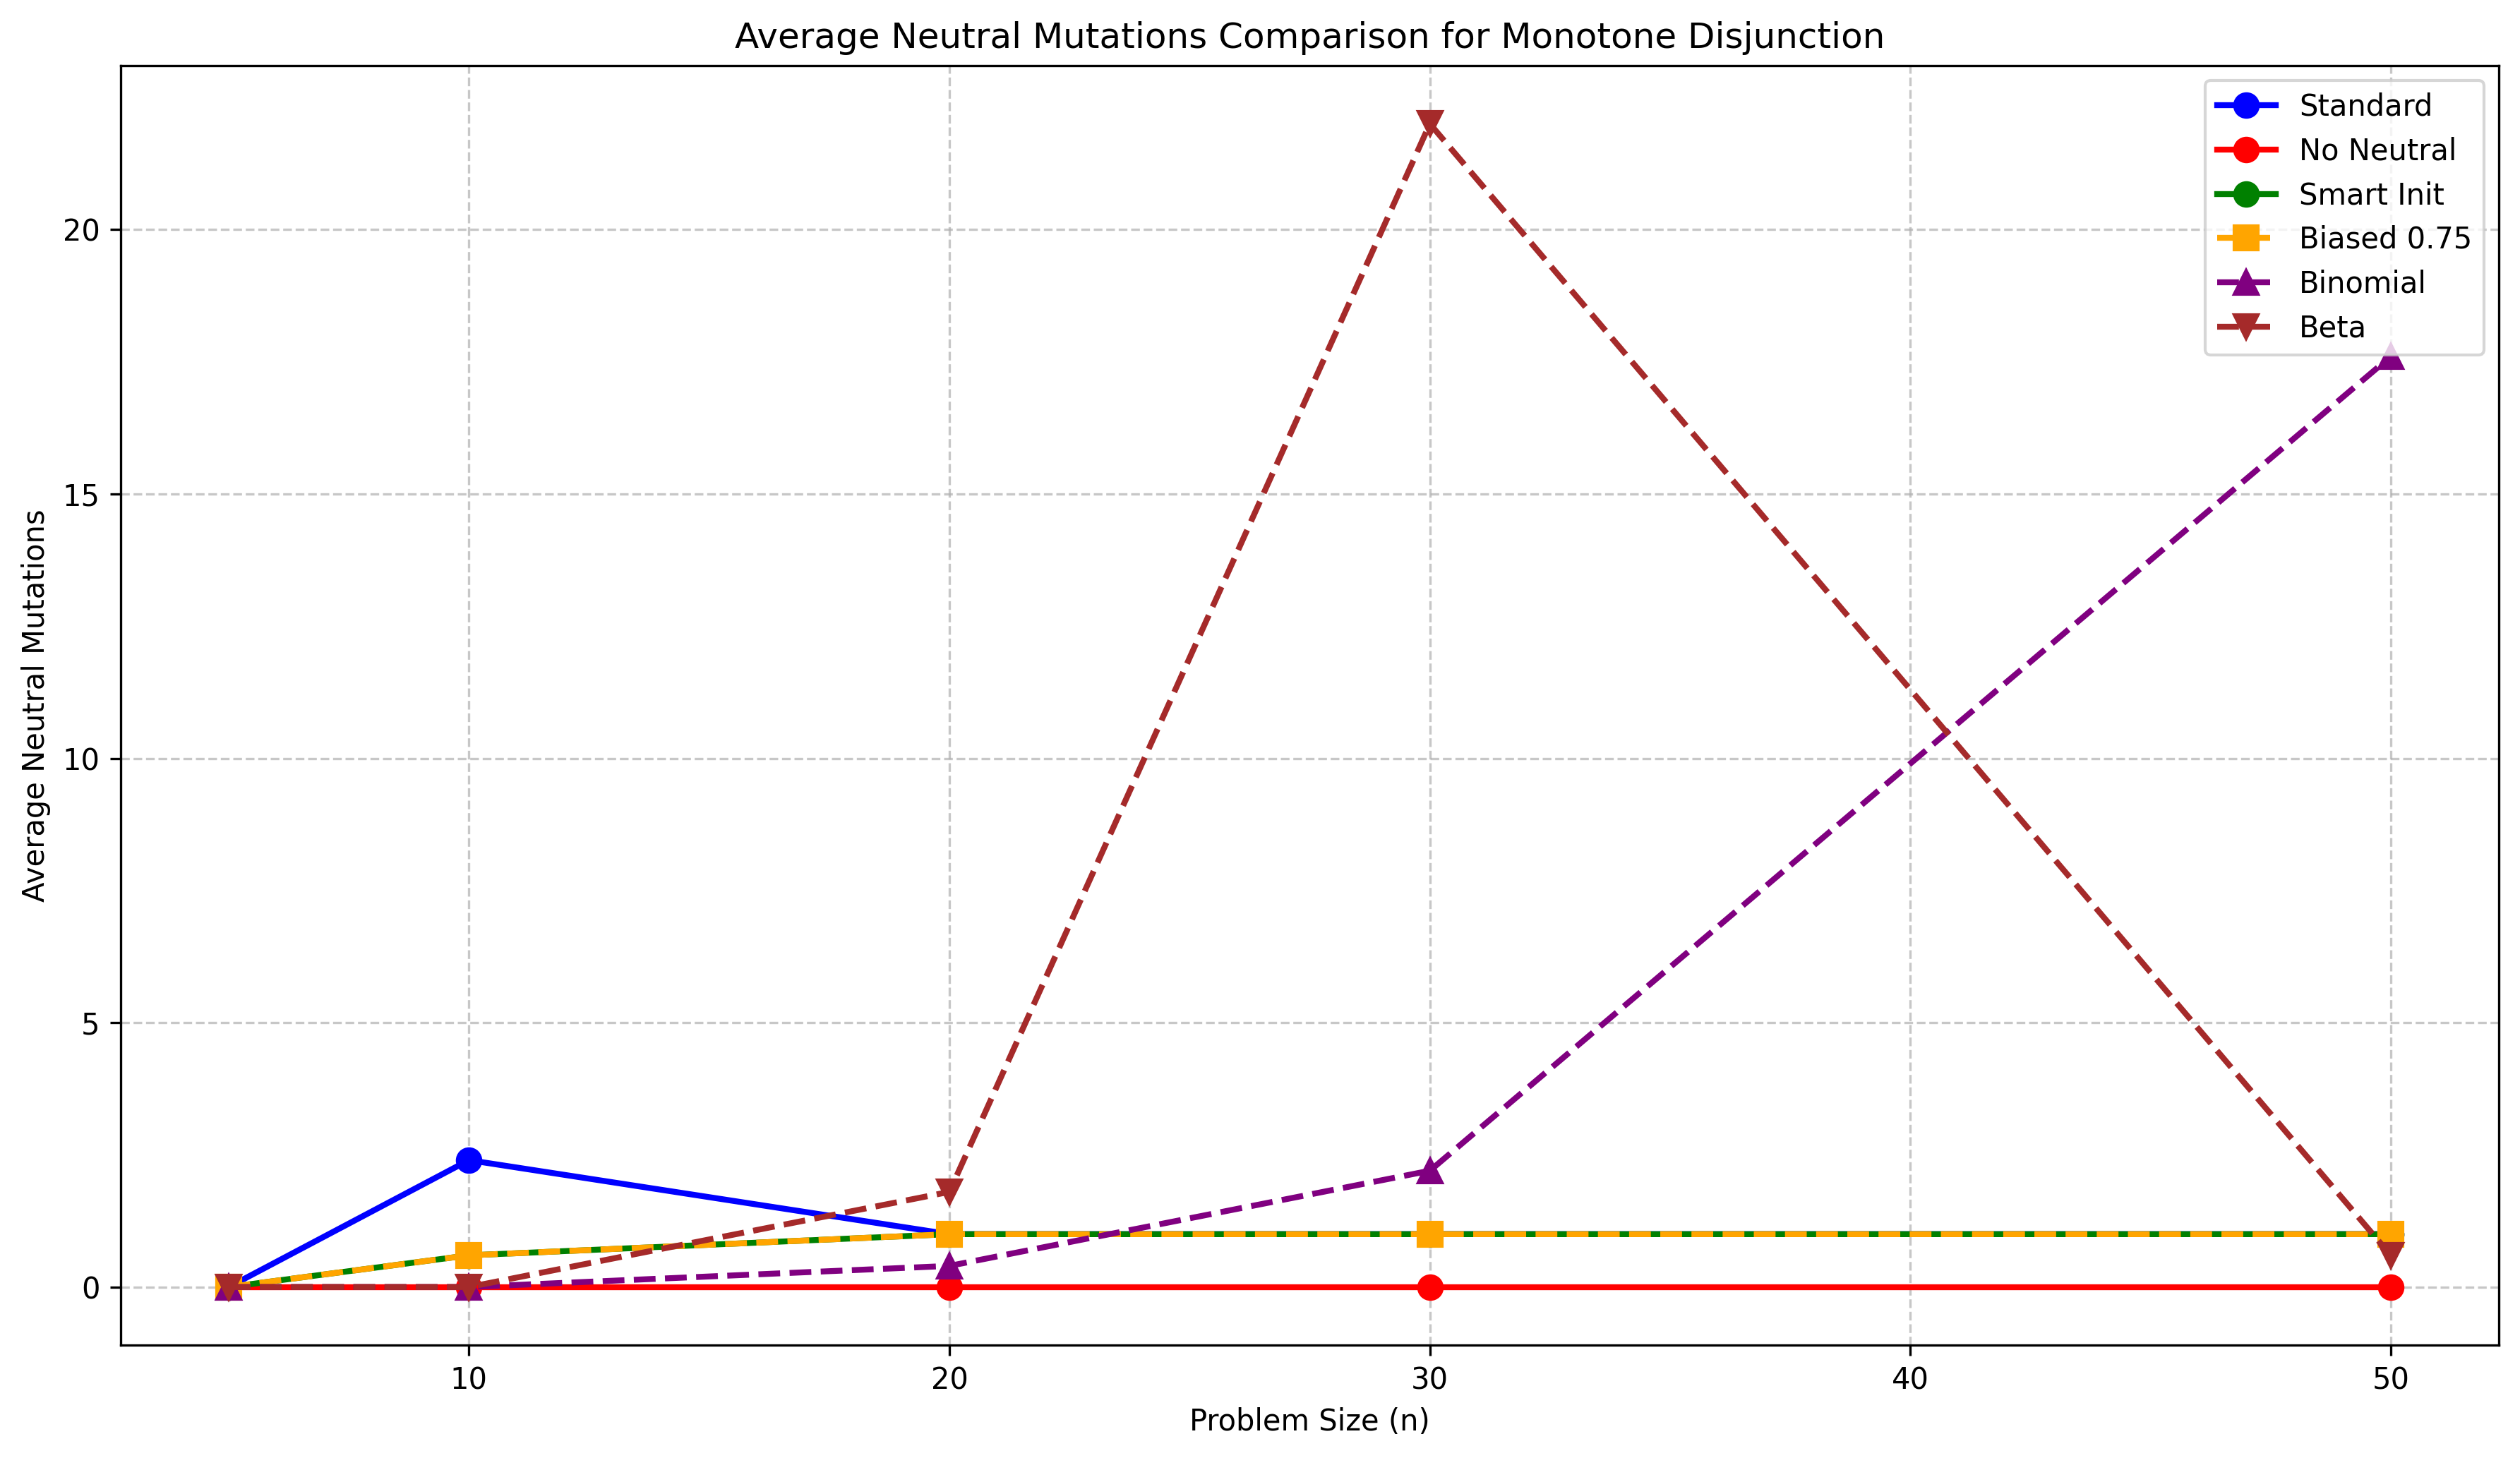 Average Neutral Mutations Comparison for Monotone Disjunction
Standard
No Neutral
Smart Init
Biased 0.75
Binomial
Beta
20
15
10
5
0
Average Neutral Mutations
10 20 30 40 50
Problem Size (n)